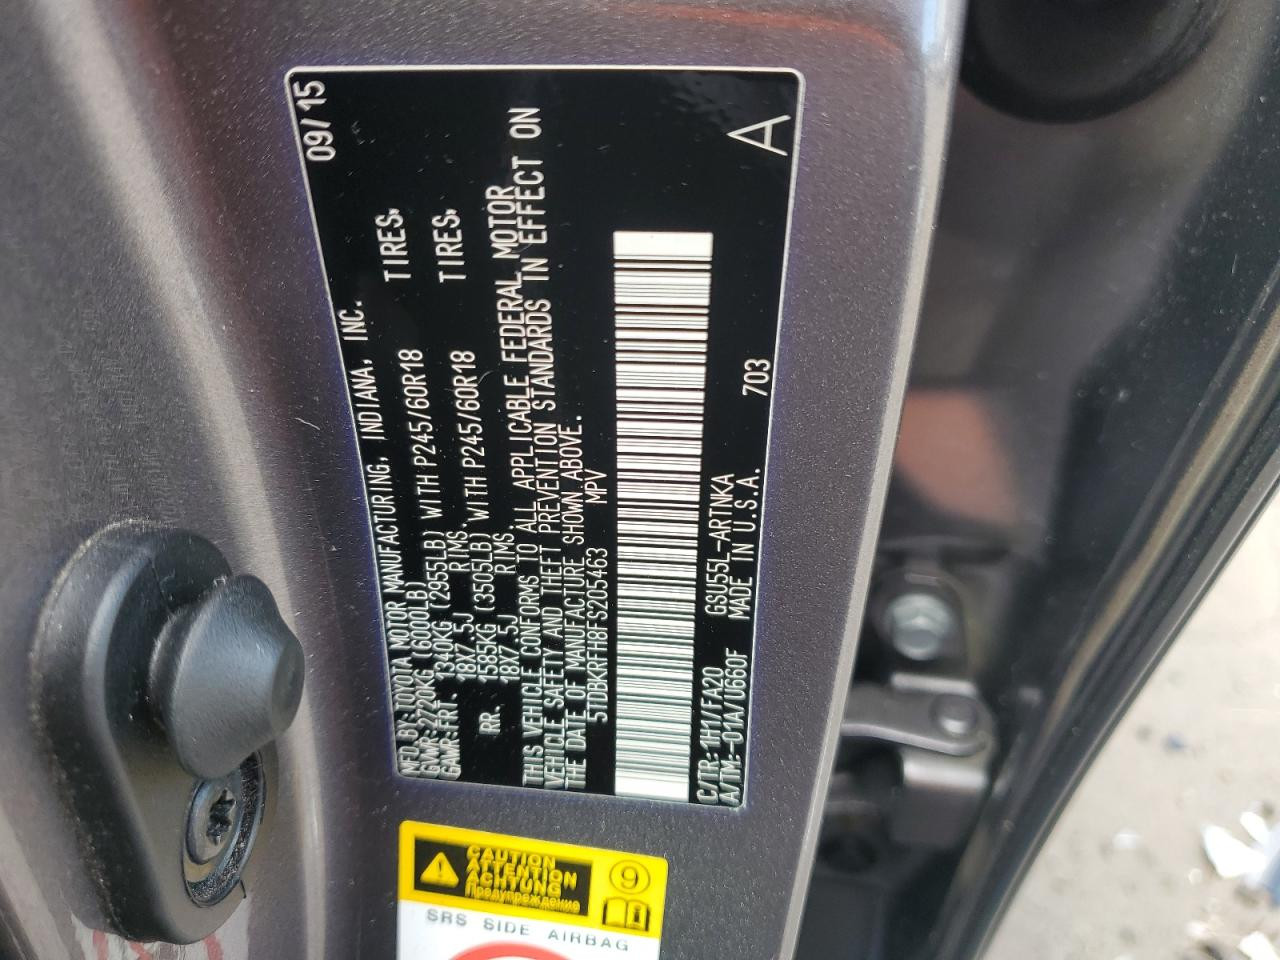 MFD. BY: TOYOTA MOTOR MANUFACTURING, INDIANA, INC. 09/15
GVWR: 2720KG (6000LB)
GAWR: FRT. 1340KG (2955LB) WITH P245/60R18 TIRES,
18X7.5J RIMS,
RR. 1585KG (3505LB) WITH P245/60R18 TIRES,
18X7.5J RIMS,
THIS VEHICLE CONFORMS TO ALL APPLICABLE FEDERAL MOTOR
VEHICLE SAFETY AND THEFT PREVENTION STANDARDS IN EFFECT ON
THE DATE OF MANUFACTURE SHOWN ABOVE.
5TDBKRFH8FS205463 MPV
C/TR: 1H1/FA20 GSU55L-ARTNKA 703 A
A/TM:-01A/U660F MADE IN U.S.A.
CAUTION
ATTENTION
ACHTUNG
Предупреждение
9
SRS SIDE AIRBAG